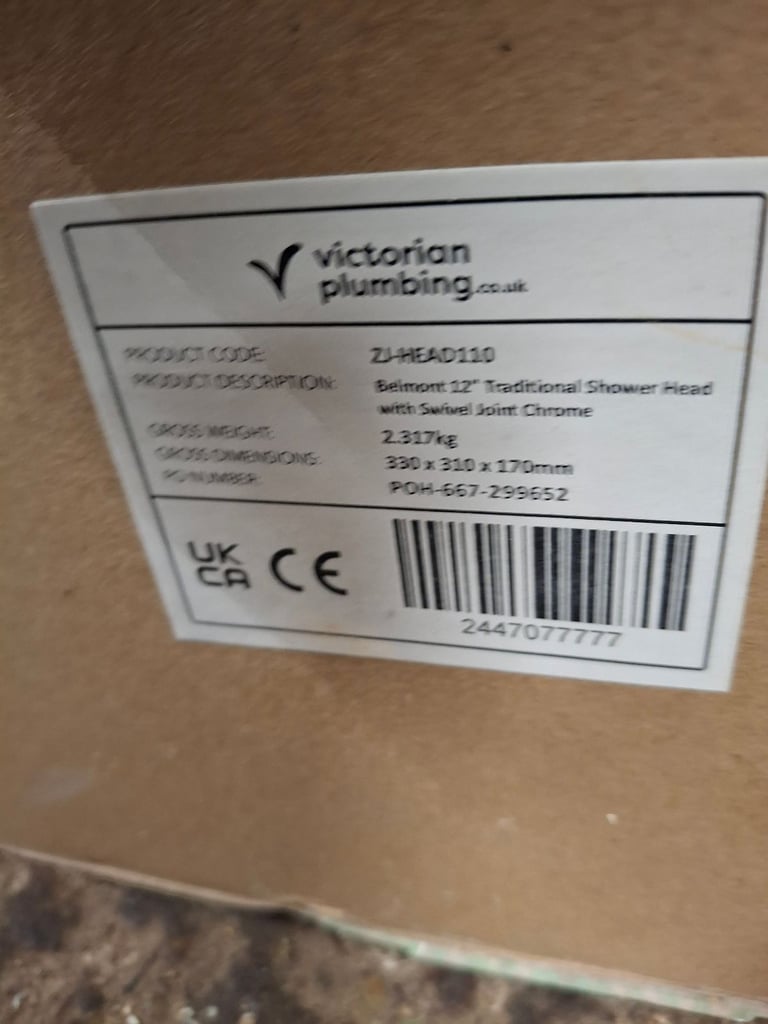 victorian
plumbing.co.uk
PRODUCT CODE: ZJ-HEAD110
PRODUCT DESCRIPTION: Belmont 12" Traditional Shower Head
with Swivel Joint Chrome
GROSS WEIGHT: 2.317kg
GROSS DIMENSIONS: 330 x 310 x 170mm
PO NUMBER: POH-667-299652
UK
CA CE
2447077777